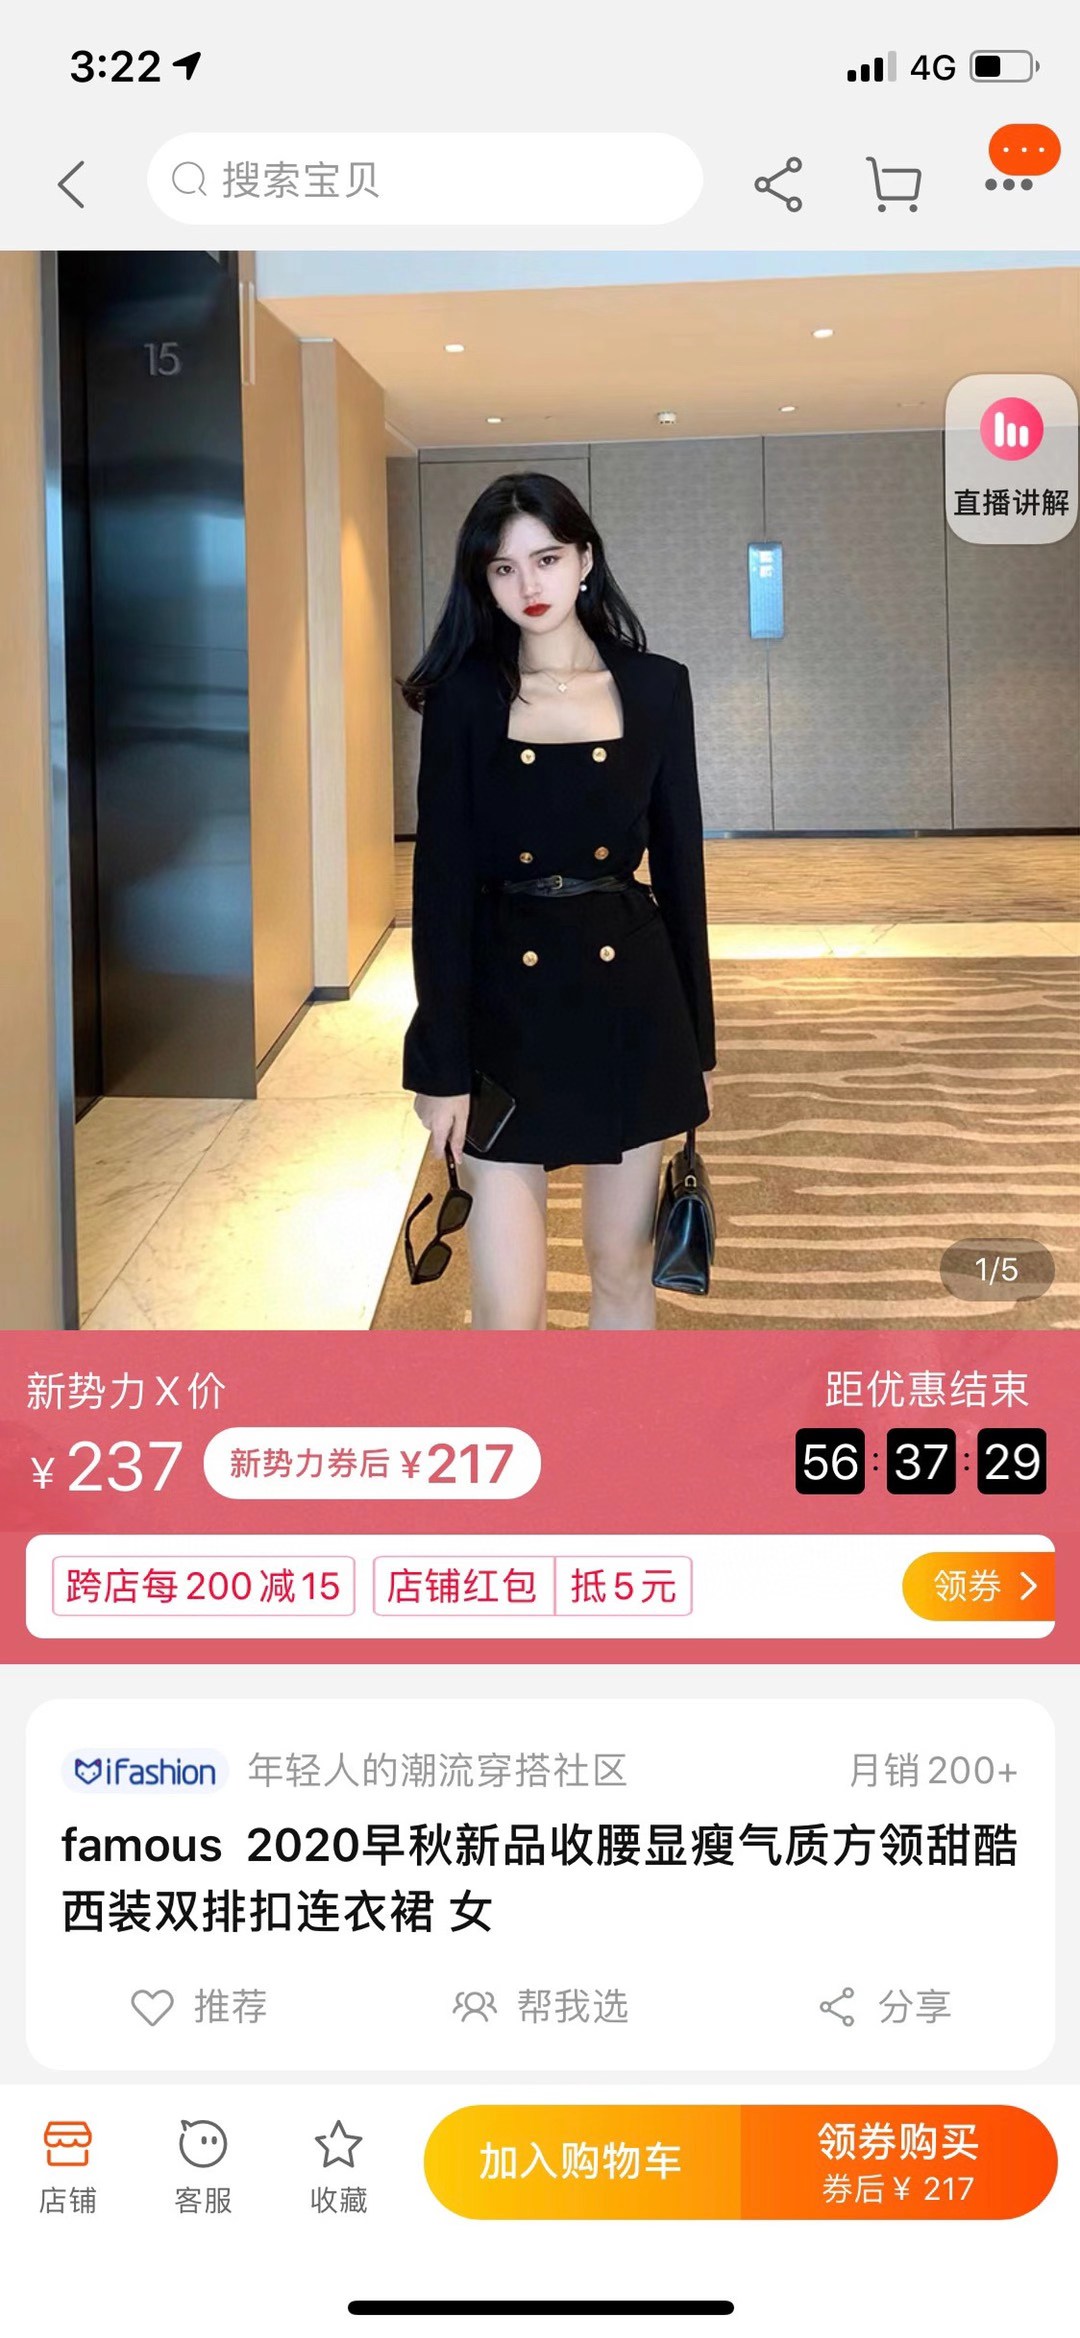 3:22
4G
搜索宝贝
15
直播讲解
1/5
新势力X价
距优惠结束
¥237 新势力券后¥217
56:37:29
跨店每200减15 店铺红包 抵5元 领券
iFashion 年轻人的潮流穿搭社区 月销200+
famous 2020早秋新品收腰显瘦气质方领甜酷
西装双排扣连衣裙 女
推荐 帮我选 分享
店铺 客服 收藏
加入购物车
领券购买
券后¥ 217